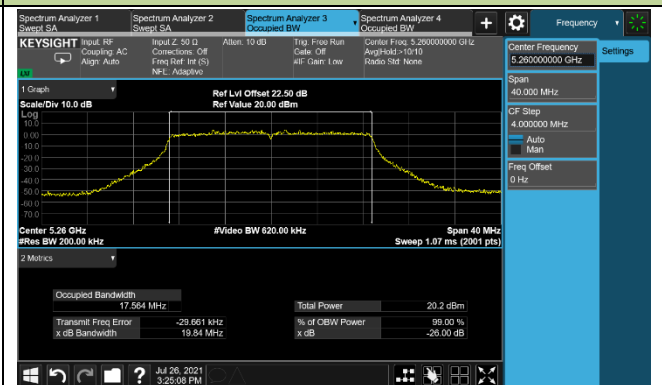 Spectrum Analyzer 1
Swept SA
Spectrum Analyzer 2
Swept SA
Spectrum Analyzer 3
Occupied BW
Spectrum Analyzer 4
Occupied BW
+
Frequency
KEYSIGHT
Input: RF
Coupling: AC
Align: Auto
Input Z: 50 Ω
Corrections: Off
Freq Ref: Int (S)
NFE: Adaptive
Atten: 10 dB
Trig: Free Run
Gate: Off
#IF Gain: Low
Center Freq: 5.260000000 GHz
Avg|Hold:>10/10
Radio Std: None
Center Frequency
5.260000000 GHz
Settings
Span
40.000 MHz
CF Step
4.000000 MHz
Auto
Man
Freq Offset
0 Hz
1 Graph
Scale/Div 10.0 dB
Ref Lvl Offset 22.50 dB
Ref Value 20.00 dBm
Log
10.0
0.00
-10.0
-20.0
-30.0
-40.0
-50.0
-60.0
-70.0
Center 5.26 GHz
#Video BW 620.00 kHz
Span 40 MHz
#Res BW 200.00 kHz
Sweep 1.07 ms (2001 pts)
2 Metrics
Occupied Bandwidth
17.564 MHz
Total Power
20.2 dBm
Transmit Freq Error
-29.661 kHz
% of OBW Power
99.00 %
x dB Bandwidth
19.84 MHz
x dB
-26.00 dB
?
Jul 26, 2021
3:25:08 PM